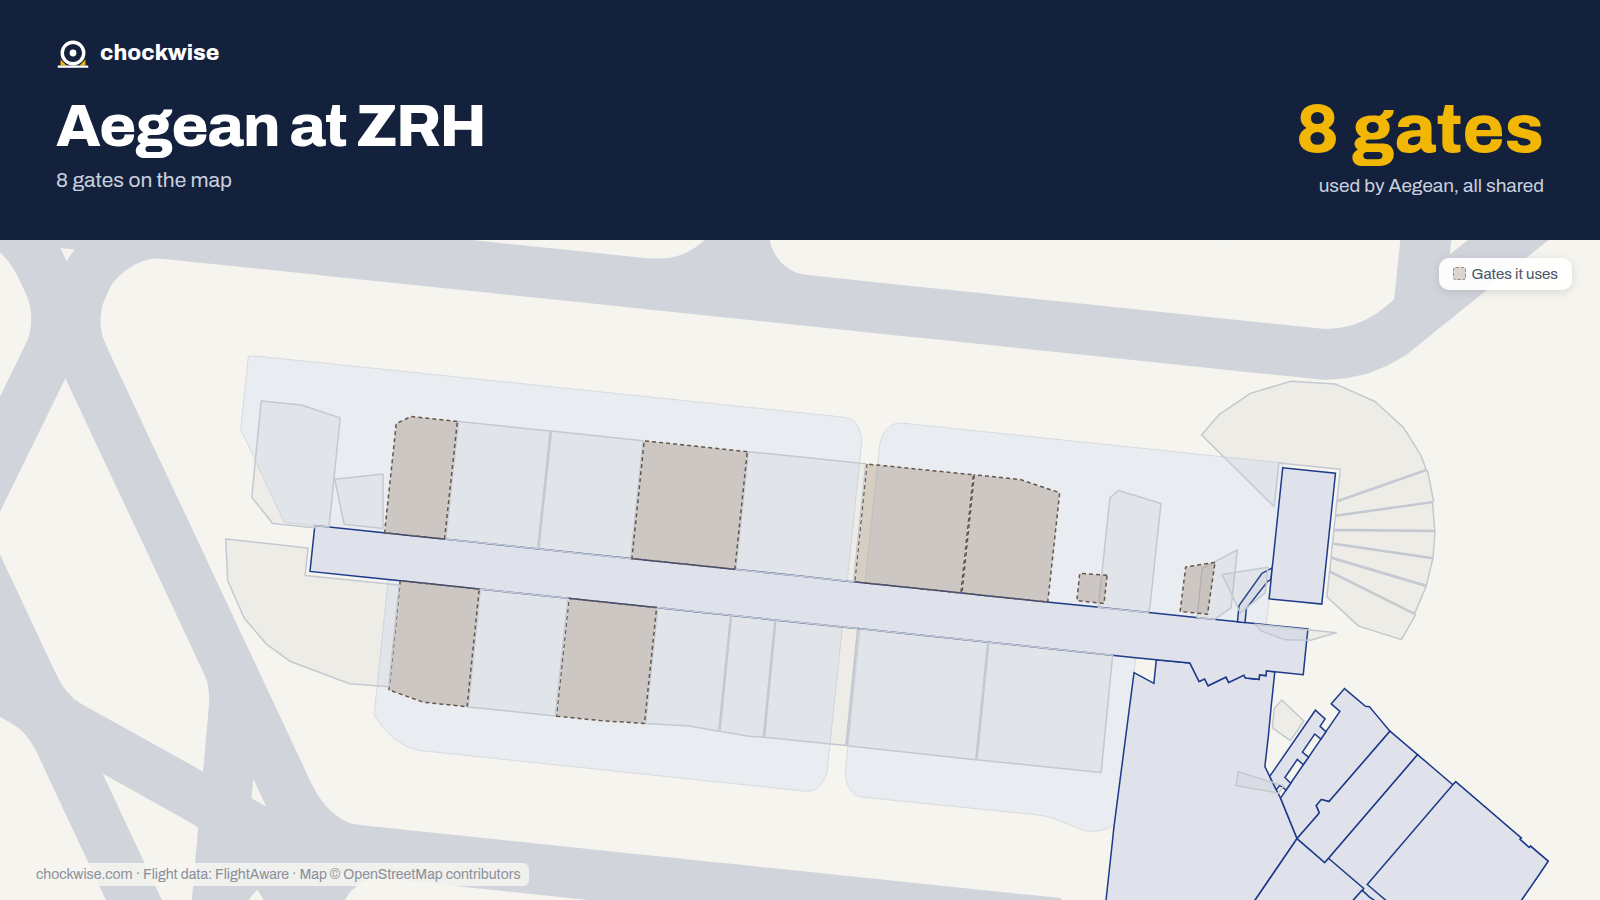 chockwise
Aegean at ZRH
8 gates on the map
8 gates
used by Aegean, all shared
Gates it uses
chockwise.com · Flight data: FlightAware · Map © OpenStreetMap contributors